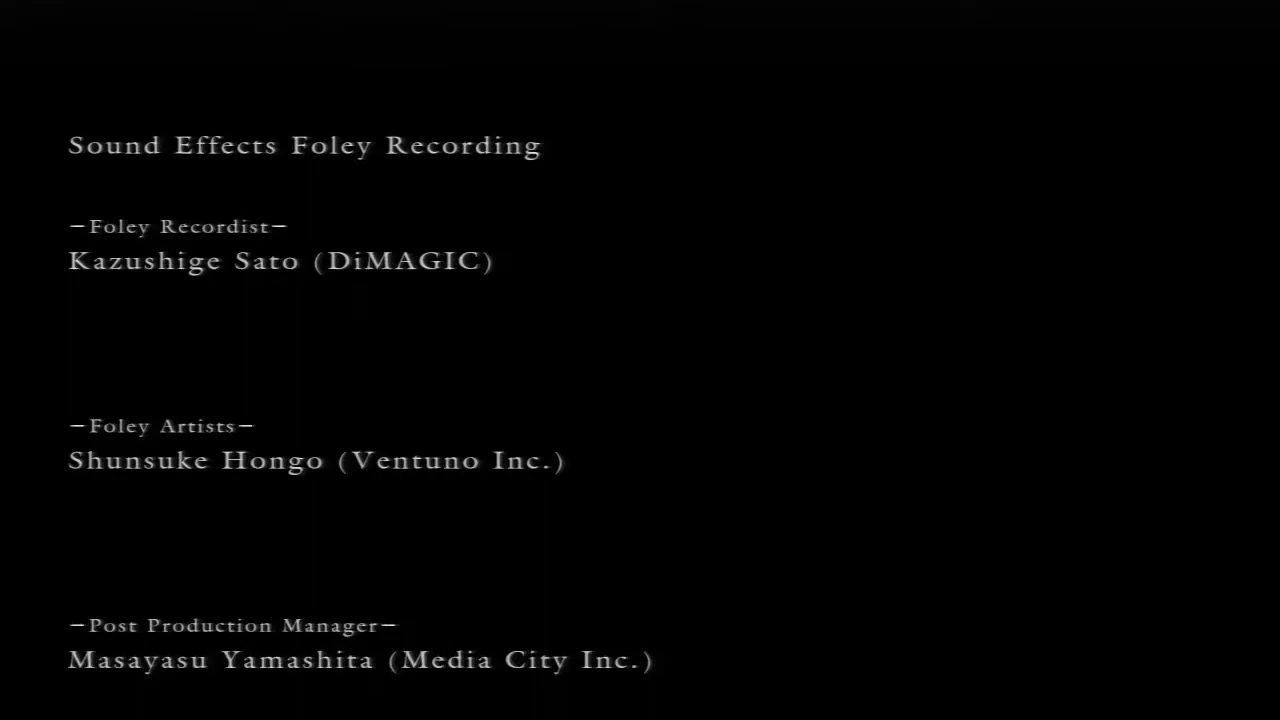 Sound Effects Foley Recording
−Foley Recordist−
Kazushige Sato (DiMAGIC)
−Foley Artists−
Shunsuke Hongo (Ventuno Inc.)
−Post Production Manager−
Masayasu Yamashita (Media City Inc.)